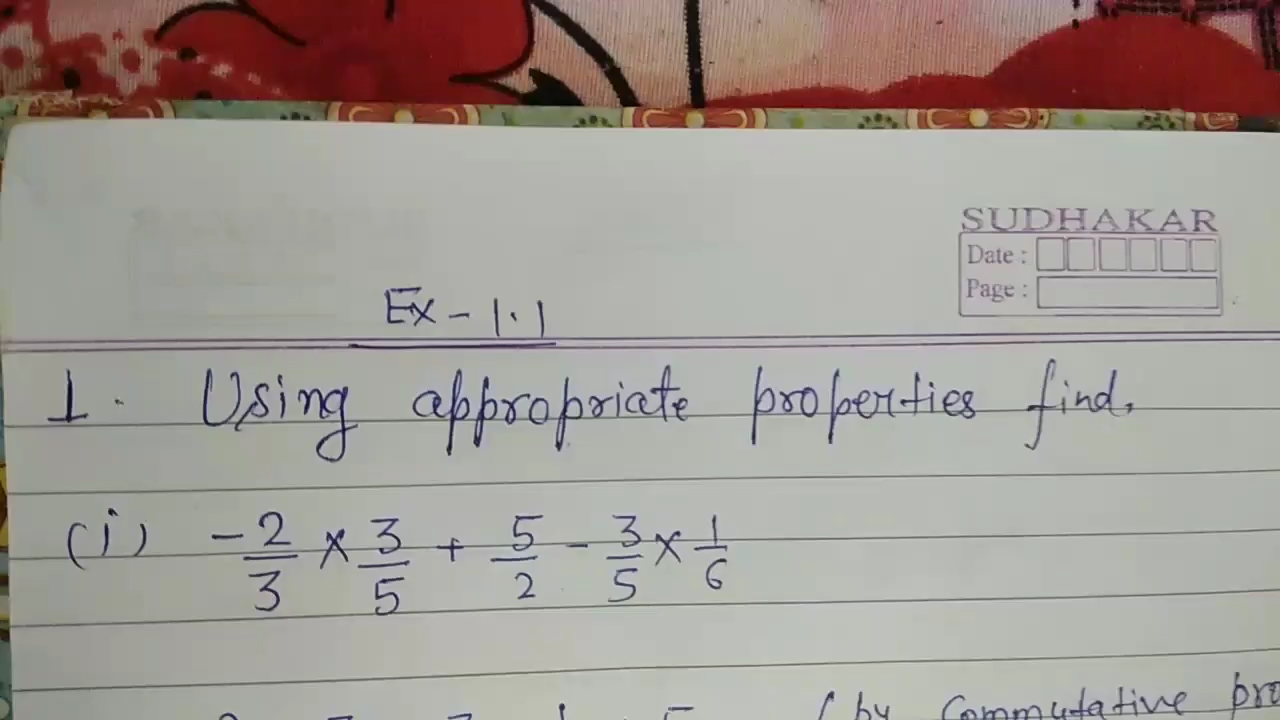 SUDHAKAR
Date :
Page :
Ex - 1.1
1. Using appropriate properties find.
(i) -2/3 × 3/5 + 5/2 - 3/5 × 1/6
(by Commutative